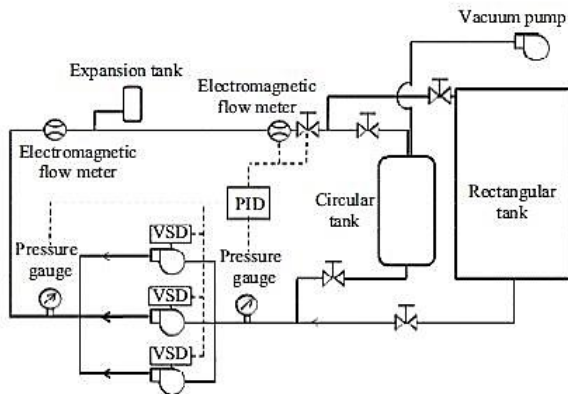 Vacuum pump
Expansion tank
Electromagnetic
flow meter
Electromagnetic
flow meter
PID
Circular
tank
Rectangular
tank
VSD
Pressure
gauge
Pressure
gauge
VSD
VSD